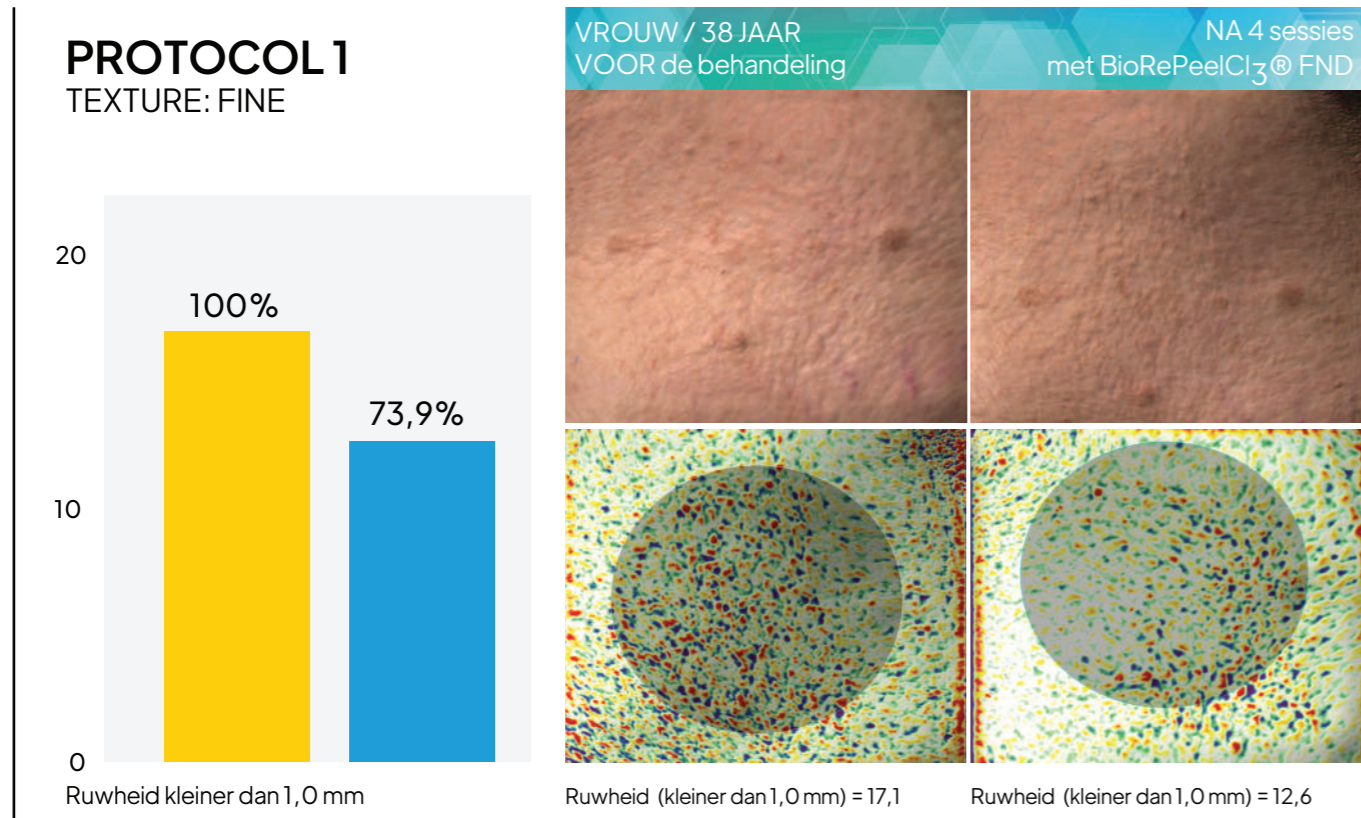 PROTOCOL 1
TEXTURE: FINE
20
100%
73,9%
10
0
Ruwheid kleiner dan 1,0 mm
VROUW / 38 JAAR
VOOR de behandeling
NA 4 sessies
met BioRePeelCl3® FND
Ruwheid (kleiner dan 1,0 mm) = 17,1
Ruwheid (kleiner dan 1,0 mm) = 12,6